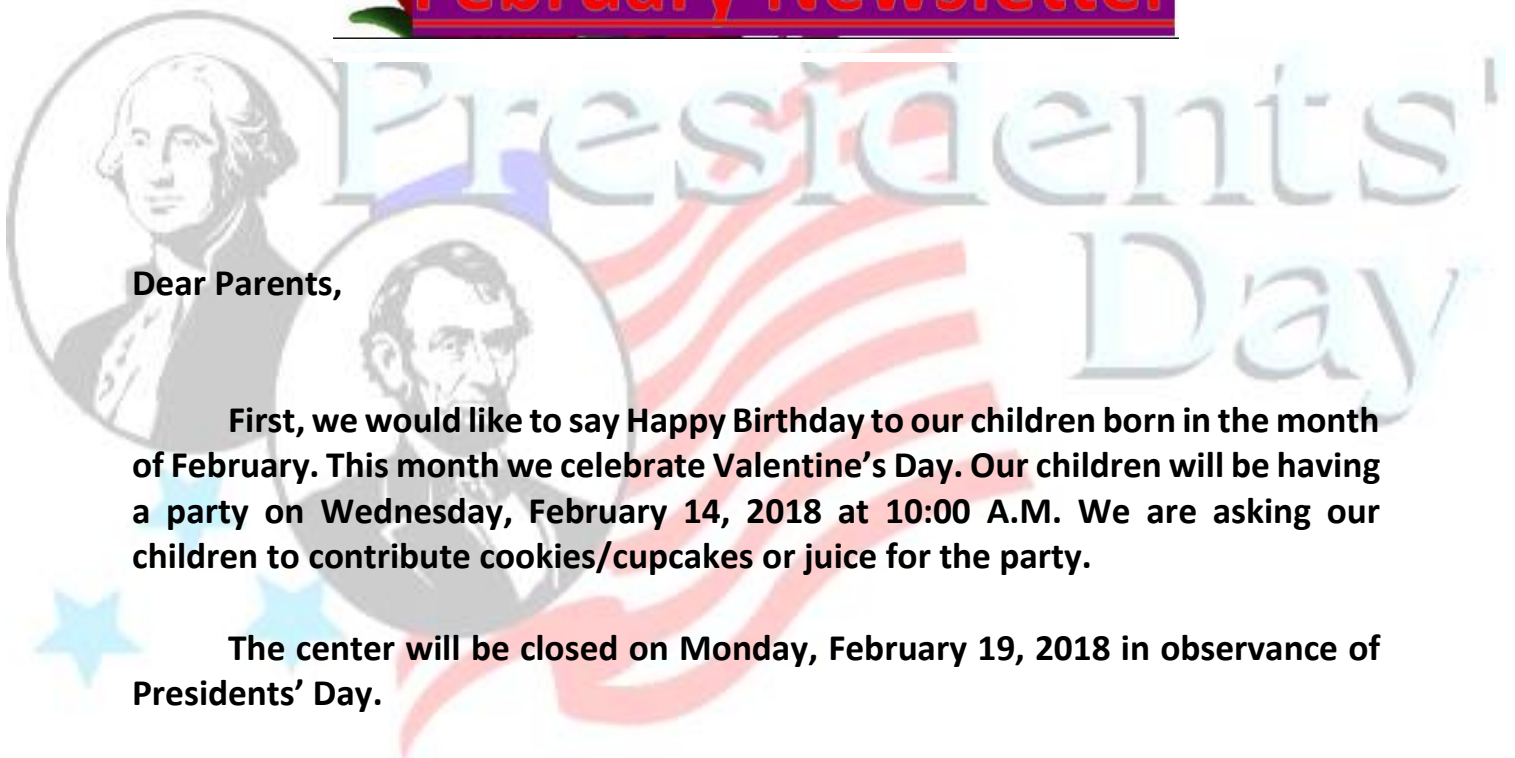 February Newsletter
Presidents'
Day
Dear Parents,
First, we would like to say Happy Birthday to our children born in the month
of February. This month we celebrate Valentine’s Day. Our children will be having
a party on Wednesday, February 14, 2018 at 10:00 A.M. We are asking our
children to contribute cookies/cupcakes or juice for the party.
The center will be closed on Monday, February 19, 2018 in observance of
Presidents’ Day.